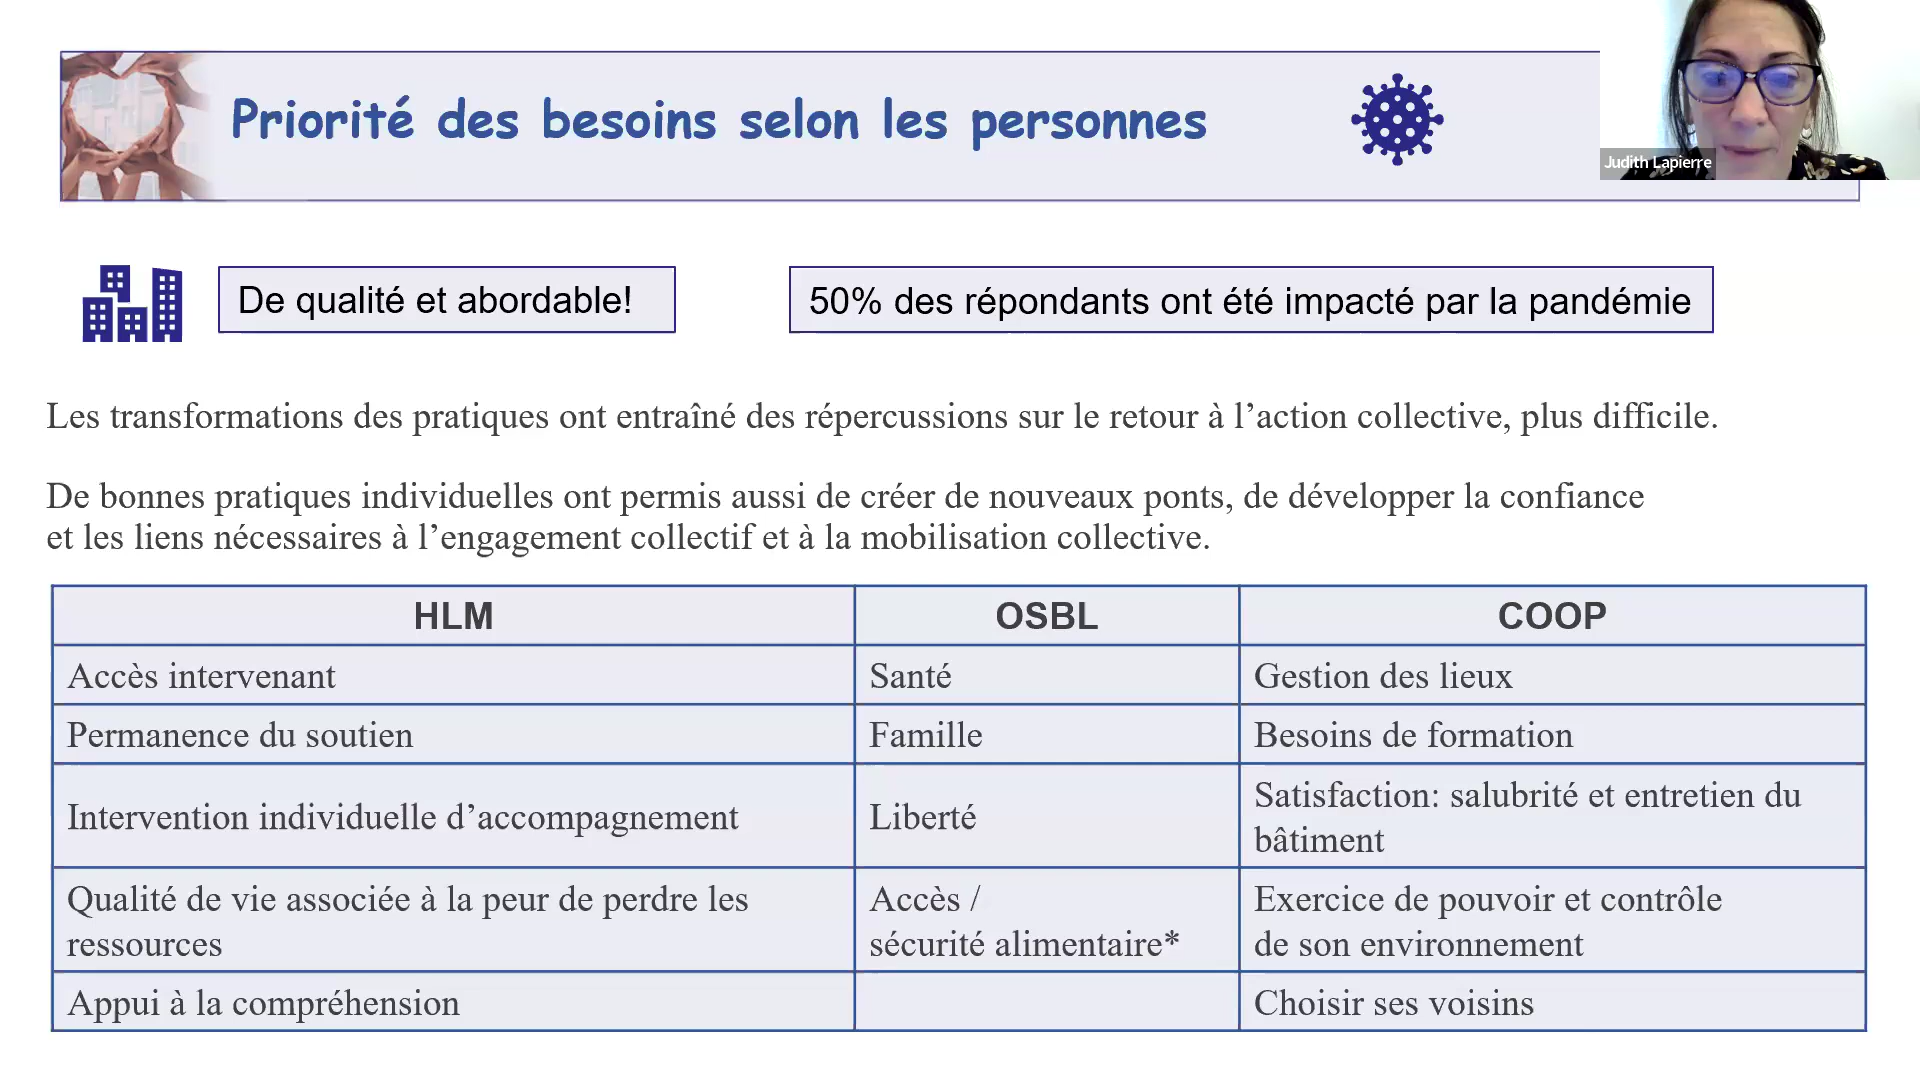 Priorité des besoins selon les personnes
Judith Lapierre
De qualité et abordable!
50% des répondants ont été impacté par la pandémie
Les transformations des pratiques ont entraîné des répercussions sur le retour à l’action collective, plus difficile.
De bonnes pratiques individuelles ont permis aussi de créer de nouveaux ponts, de développer la confiance
et les liens nécessaires à l’engagement collectif et à la mobilisation collective.
HLM
OSBL
COOP
Accès intervenant
Santé
Gestion des lieux
Permanence du soutien
Famille
Besoins de formation
Intervention individuelle d’accompagnement
Liberté
Satisfaction: salubrité et entretien du
bâtiment
Qualité de vie associée à la peur de perdre les
ressources
Accès /
sécurité alimentaire*
Exercice de pouvoir et contrôle
de son environnement
Appui à la compréhension
Choisir ses voisins